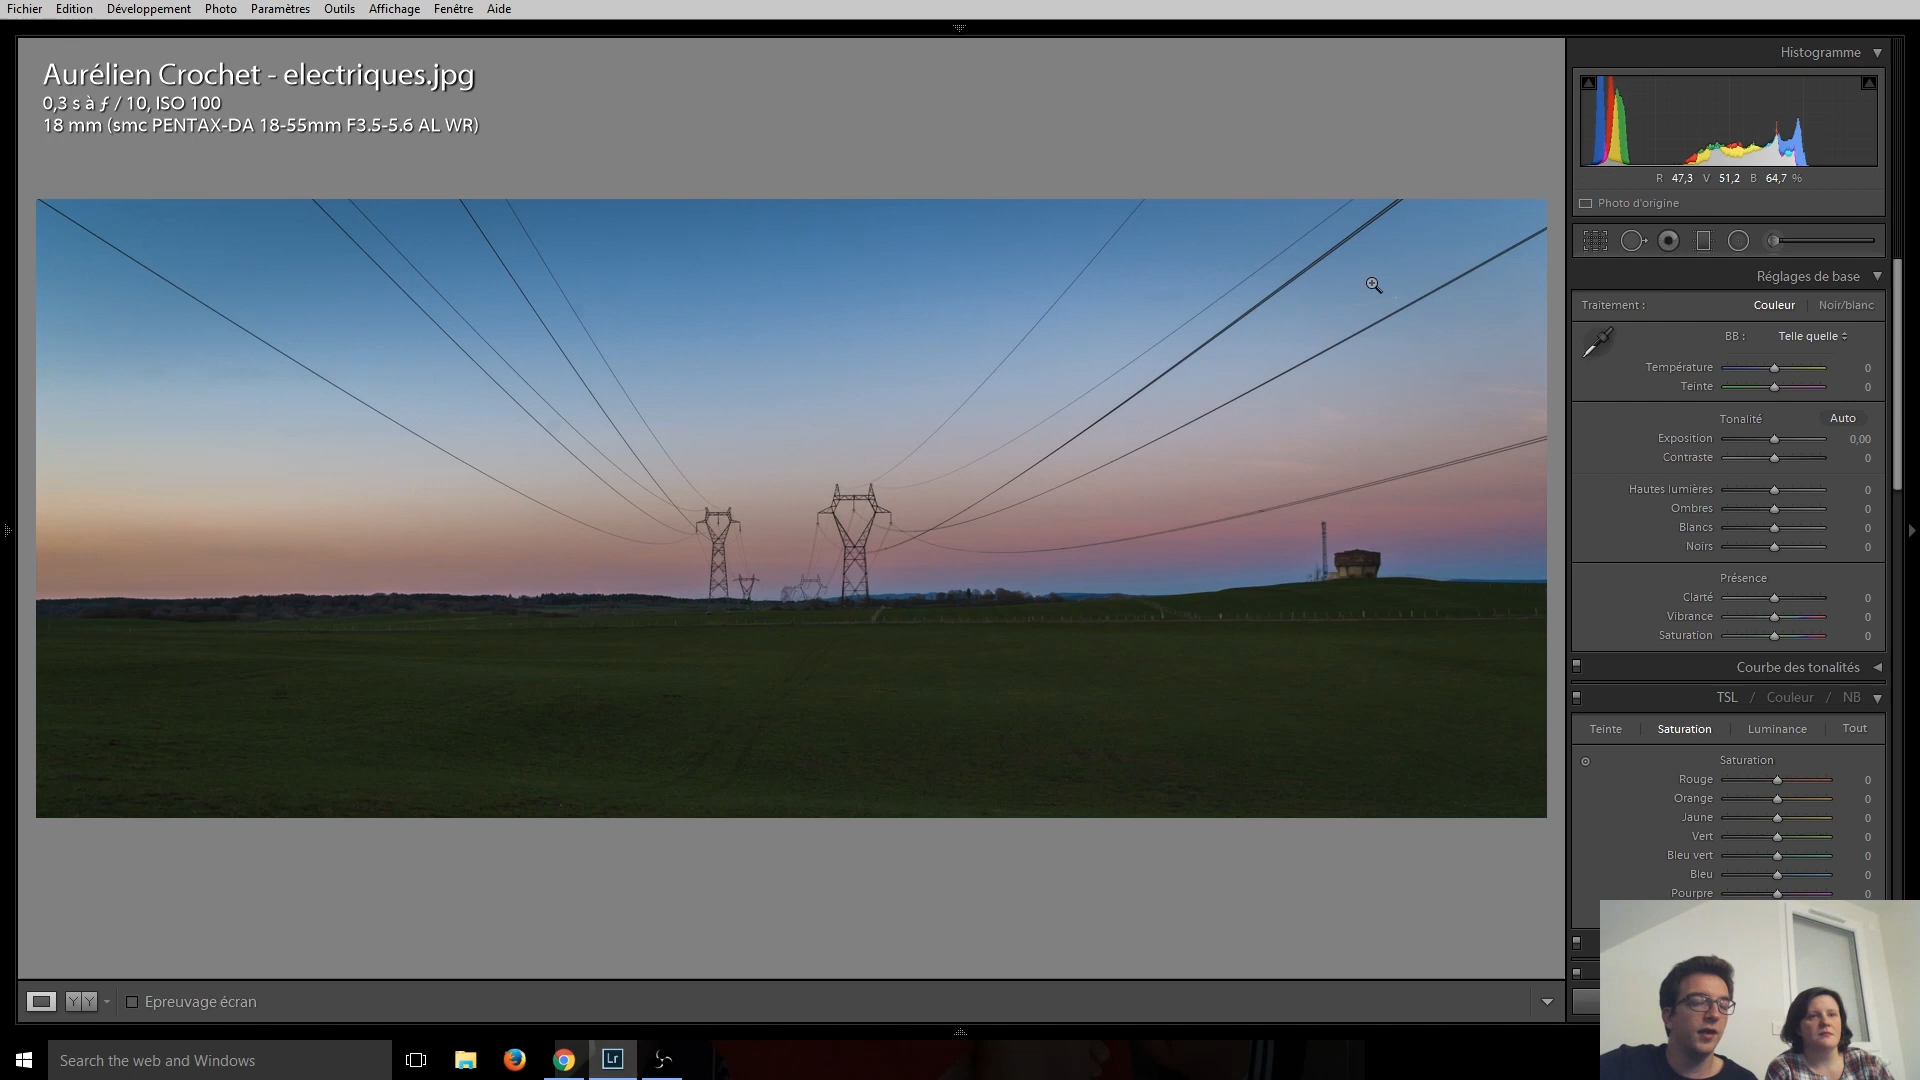 Fichier Edition Développement Photo Paramètres Outils Affichage Fenêtre Aide
Aurélien Crochet - electriques.jpg
0,3 s à ƒ / 10, ISO 100
18 mm (smc PENTAX-DA 18-55mm F3.5-5.6 AL WR)
Histogramme
R 47,3 V 51,2 B 64,7 %
Photo d'origine
Réglages de base
Traitement : Couleur Noir/blanc
BB : Telle quelle
Température 0
Teinte 0
Tonalité Auto
Exposition 0,00
Contraste 0
Hautes lumières 0
Ombres 0
Blancs 0
Noirs 0
Présence
Clarté 0
Vibrance 0
Saturation 0
Courbe des tonalités
TSL / Couleur / NB
Teinte Saturation Luminance Tout
Saturation
Rouge 0
Orange 0
Jaune 0
Vert 0
Bleu vert 0
Bleu 0
Pourpre 0
Y Y Epreuvage écran
Search the web and Windows
Lr